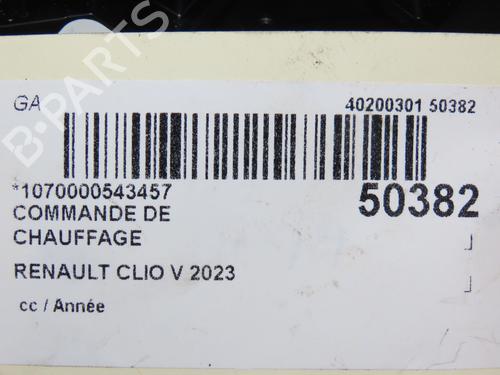 B-PARTS
GA
40200301 50382
*1070000543457
50382
COMMANDE DE
CHAUFFAGE
RENAULT CLIO V 2023
cc / Année